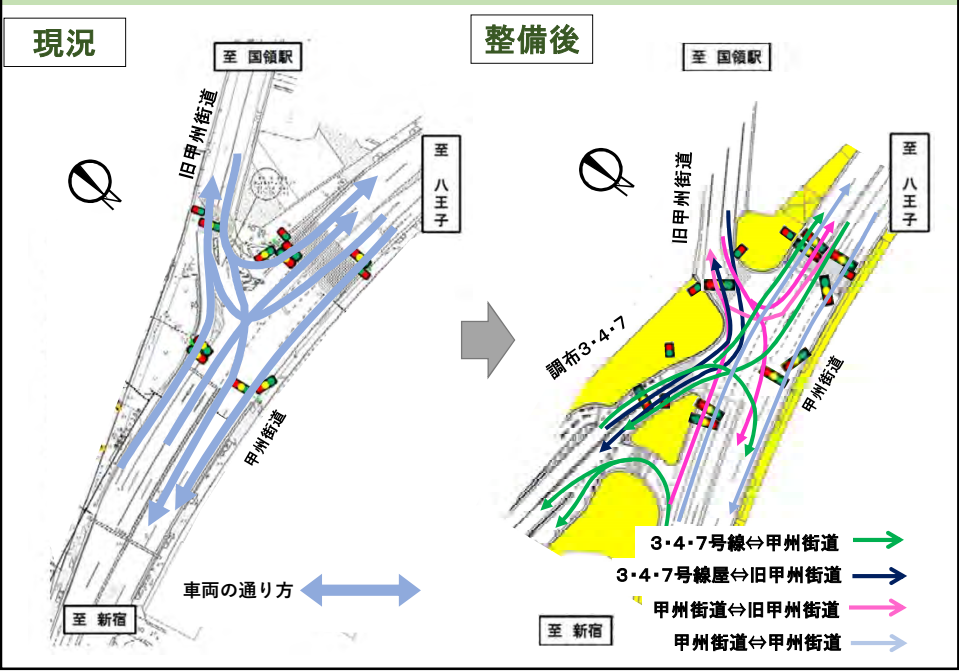 現況
至 国領駅
旧甲州街道
至 八王子
甲州街道
車両の通り方
至 新宿
整備後
至 国領駅
旧甲州街道
至 八王子
調布3・4・7
甲州街道
3・4・7号線⇔甲州街道
3・4・7号線屋⇔旧甲州街道
甲州街道⇔旧甲州街道
甲州街道⇔甲州街道
至 新宿